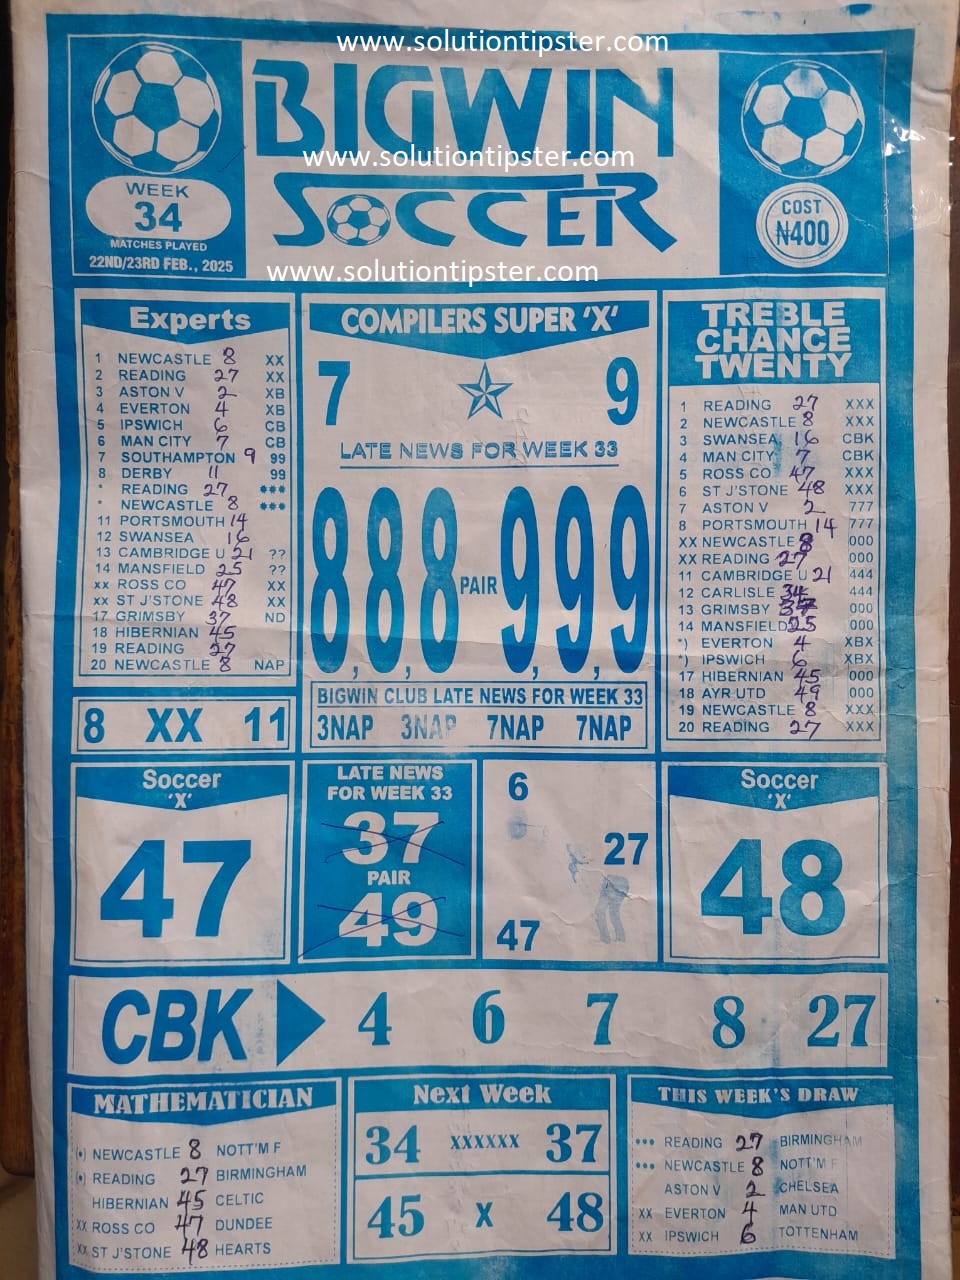 www.solutiontipster.com
BIGWIN
www.solutiontipster.com
SOCCER
WEEK
34
MATCHES PLAYED
22ND/23RD FEB., 2025
COST
₦400
www.solutiontipster.com
Experts
1 NEWCASTLE 8 XX
2 READING 27 XX
3 ASTON V 2 XB
4 EVERTON 4 XB
5 IPSWICH 6 CB
6 MAN CITY 7 CB
7 SOUTHAMPTON 9 99
8 DERBY 11 99
* READING 27 ***
* NEWCASTLE 8 ***
11 PORTSMOUTH 14
12 SWANSEA 16
13 CAMBRIDGE U 21 ??
14 MANSFIELD 25 ??
xx ROSS CO 47 XX
xx ST J'STONE 48 XX
17 GRIMSBY 37 ND
18 HIBERNIAN 45
19 READING 27
20 NEWCASTLE 8 NAP
8 XX 11
COMPILERS SUPER 'X'
7 9
LATE NEWS FOR WEEK 33
8,8,8 PAIR 9,9,9
BIGWIN CLUB LATE NEWS FOR WEEK 33
3NAP 3NAP 7NAP 7NAP
TREBLE
CHANCE
TWENTY
1 READING 27 XXX
2 NEWCASTLE 8 XXX
3 SWANSEA 16 CBK
4 MAN CITY 7 CBK
5 ROSS CO 47 XXX
6 ST J'STONE 48 XXX
7 ASTON V 2 777
8 PORTSMOUTH 14 777
XX NEWCASTLE 8 000
XX READING 27 000
11 CAMBRIDGE U 21 444
12 CARLISLE 34 444
13 GRIMSBY 37 000
14 MANSFIELD 25 000
*) EVERTON 4 XBX
*) IPSWICH 6 XBX
17 HIBERNIAN 45 000
18 AYR UTD 49 000
19 NEWCASTLE 8 XXX
20 READING 27 XXX
Soccer
'X'
47
LATE NEWS
FOR WEEK 33
37
PAIR
49
6
27
47
Soccer
'X'
48
CBK 4 6 7 8 27
MATHEMATICIAN
(•) NEWCASTLE 8 NOTT'M F
(•) READING 27 BIRMINGHAM
HIBERNIAN 45 CELTIC
XX ROSS CO 47 DUNDEE
XX ST J'STONE 48 HEARTS
Next Week
34 XXXXXX 37
45 X 48
THIS WEEK'S DRAW
••• READING 27 BIRMINGHAM
••• NEWCASTLE 8 NOTT'M F
ASTON V 2 CHELSEA
XX EVERTON 4 MAN UTD
XX IPSWICH 6 TOTTENHAM